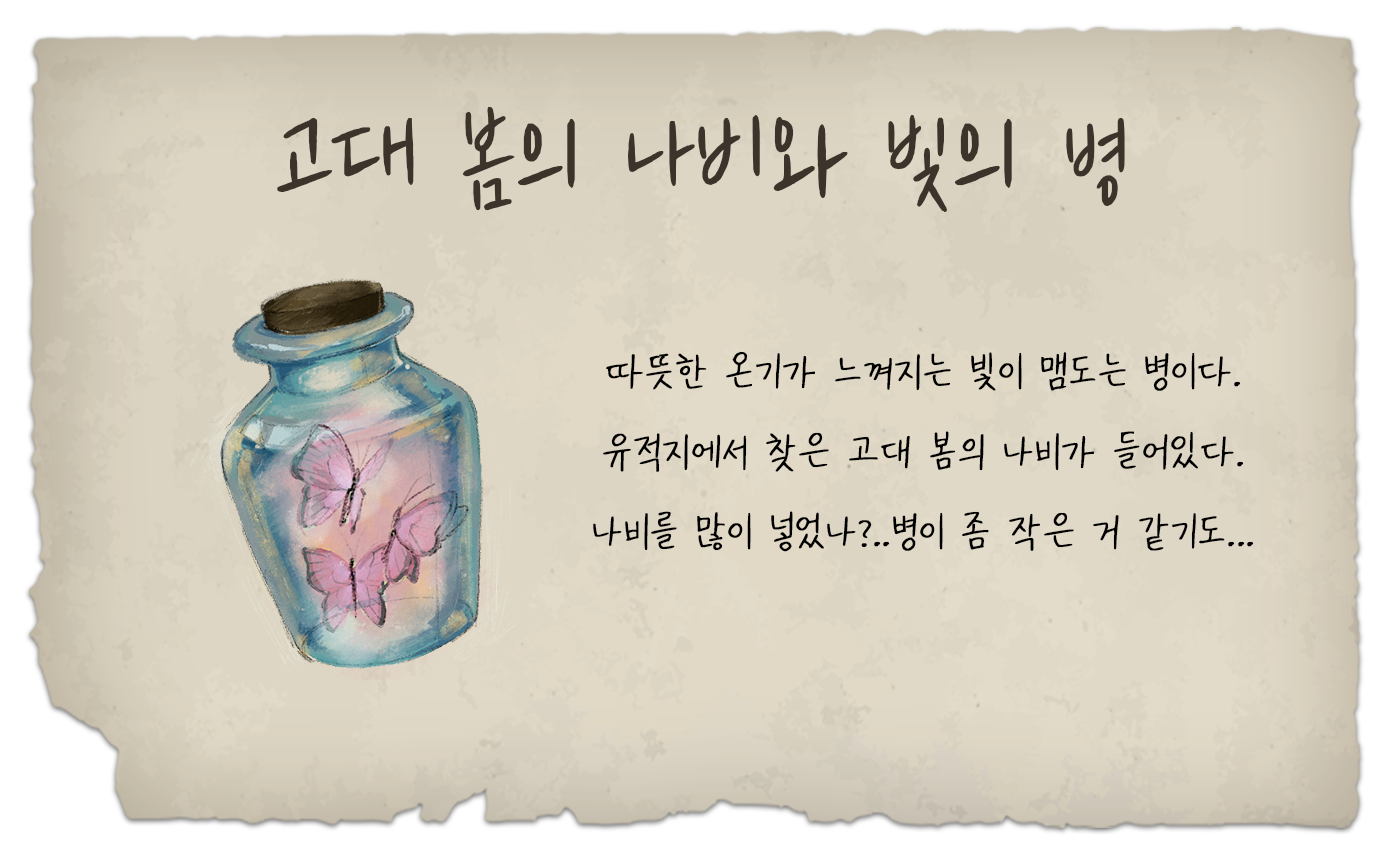 고대 봄의 나비와 빛의 병
따뜻한 온기가 느껴지는 빛이 맴도는 병이다.
유적지에서 찾은 고대 봄의 나비가 들어있다.
나비를 많이 넣었나?..병이 좀 작은 거 같기도...